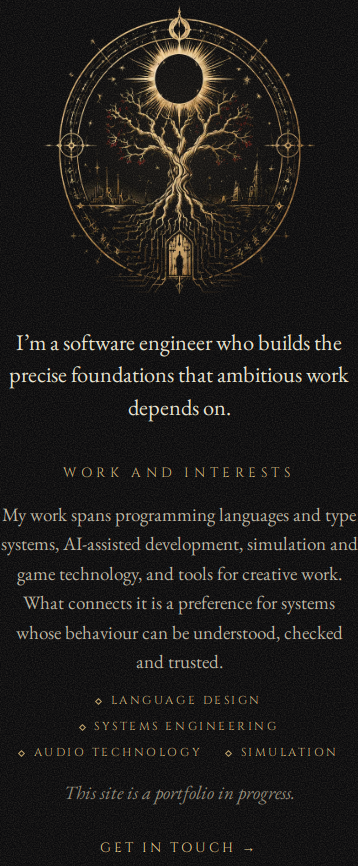 I'm a software engineer who builds the
precise foundations that ambitious work
depends on.
WORK AND INTERESTS
My work spans programming languages and type
systems, AI-assisted development, simulation and
game technology, and tools for creative work.
What connects it is a preference for systems
whose behaviour can be understood, checked
and trusted.
◇ LANGUAGE DESIGN
◇ SYSTEMS ENGINEERING
◇ AUDIO TECHNOLOGY ◇ SIMULATION
This site is a portfolio in progress.
GET IN TOUCH →